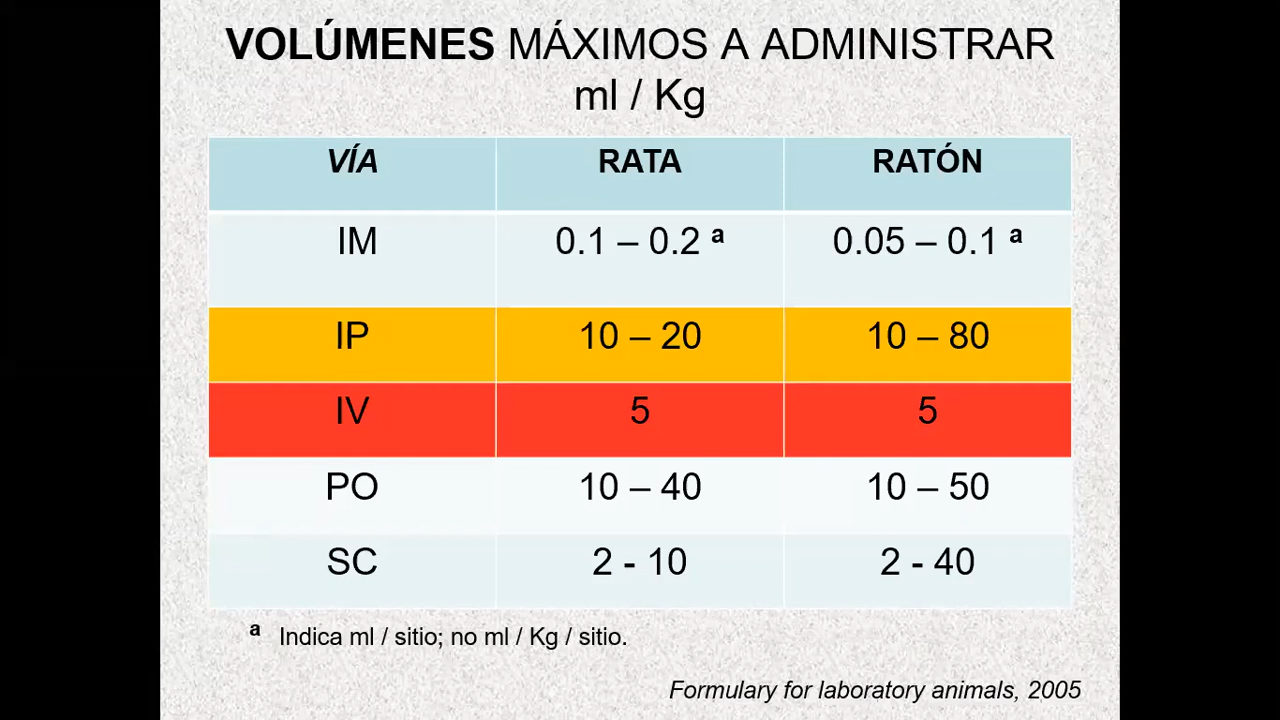 VOLÚMENES MÁXIMOS A ADMINISTRAR
ml / Kg
VÍA RATA RATÓN
IM 0.1 – 0.2 a 0.05 – 0.1 a
IP 10 – 20 10 – 80
IV 5 5
PO 10 – 40 10 – 50
SC 2 - 10 2 - 40
a Indica ml / sitio; no ml / Kg / sitio.
Formulary for laboratory animals, 2005